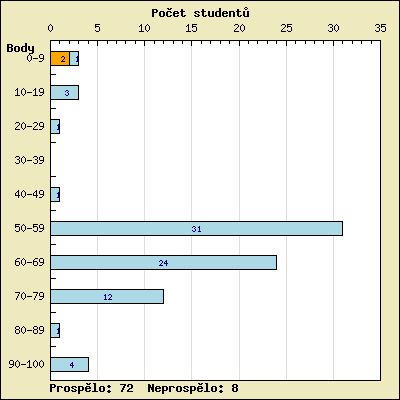 Počet studentů
0 5 10 15 20 25 30 35
Body
0-9 2 1
10-19 3
20-29 1
30-39
40-49 1
50-59 31
60-69 24
70-79 12
80-89 1
90-100 4
Prospělo: 72 Neprospělo: 8